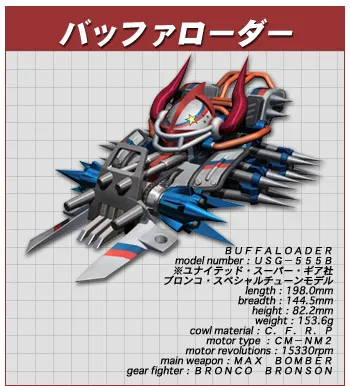 バッファローダー
BUFFALOADER
model number : USG-555B
※ユナイテッド・スーパー・ギア社
ブロンコ・スペシャルチューンモデル
length : 198.0mm
breadth : 144.5mm
height : 82.2mm
weight : 153.6g
cowl material : C. F. R. P
motor type : CM-NM2
motor revolutions : 15330rpm
main weapon : MAX BOMBER
gear fighter : BRONCO BRONSON